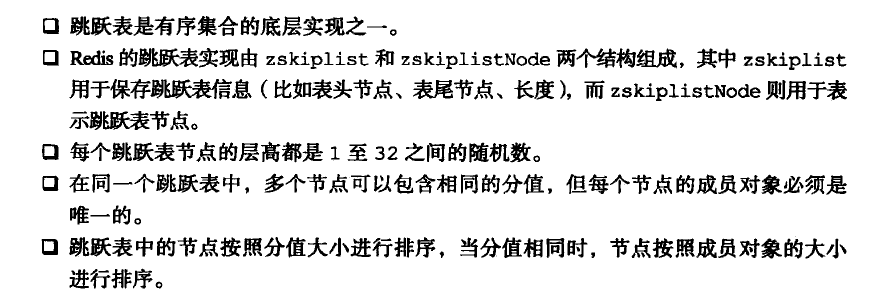 ❑ 跳跃表是有序集合的底层实现之一。
❑ Redis 的跳跃表实现由 zskiplist 和 zskiplistNode 两个结构组成，其中 zskiplist
用于保存跳跃表信息（比如表头节点、表尾节点、长度），而 zskiplistNode 则用于表
示跳跃表节点。
❑ 每个跳跃表节点的层高都是 1 至 32 之间的随机数。
❑ 在同一个跳跃表中，多个节点可以包含相同的分值，但每个节点的成员对象必须是
唯一的。
❑ 跳跃表中的节点按照分值大小进行排序，当分值相同时，节点按照成员对象的大小
进行排序。